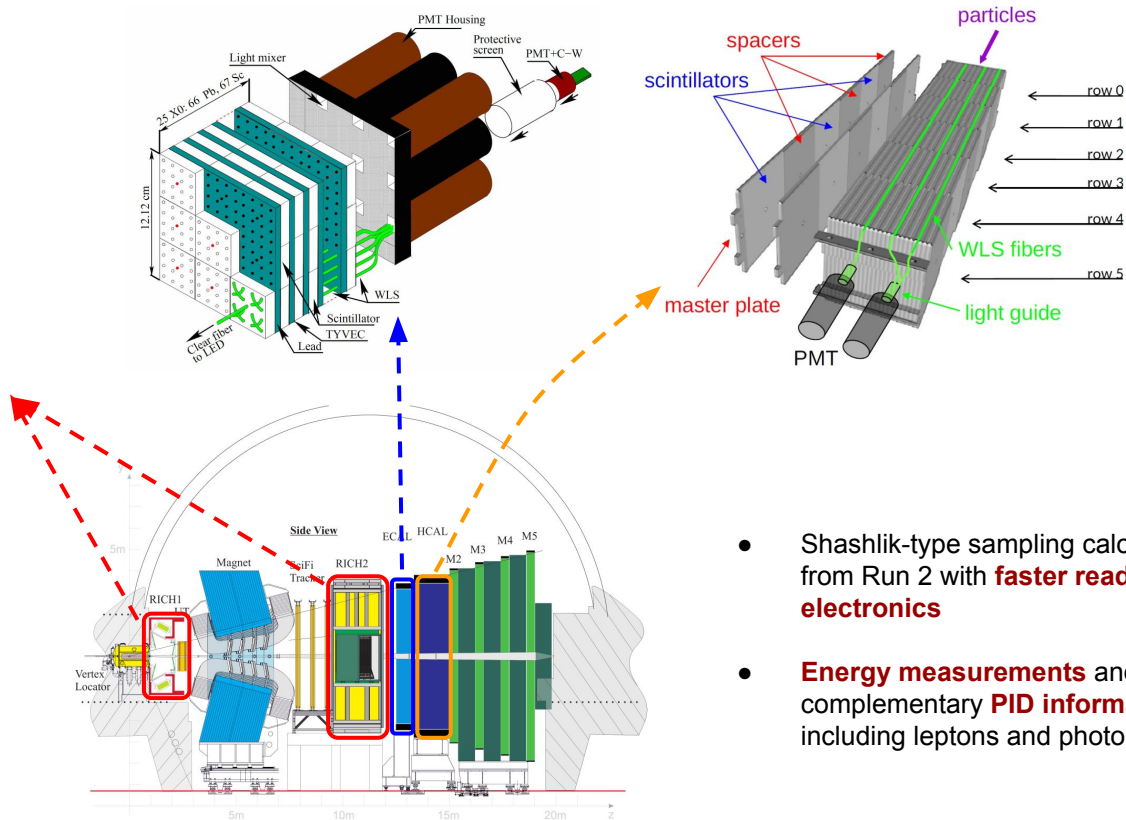 PMT Housing
Protective
screen
PMT+C−W
Light mixer
25 X0: 66 Pb, 67 Sc
12.12 cm
WLS
Scintillator
TYVEC
Lead
Clear fiber
to LED
particles
spacers
scintillators
row 0
row 1
row 2
row 3
row 4
row 5
WLS fibers
master plate
light guide
PMT
y
5m
Side View
ECAL
HCAL
M2
M3
M4
M5
Magnet
SciFi
Tracker
RICH2
RICH1
UT
Vertex
Locator
5m
10m
15m
20m
z
● Shashlik-type sampling calo
from Run 2 with faster read
electronics
● Energy measurements and
complementary PID inform
including leptons and photo